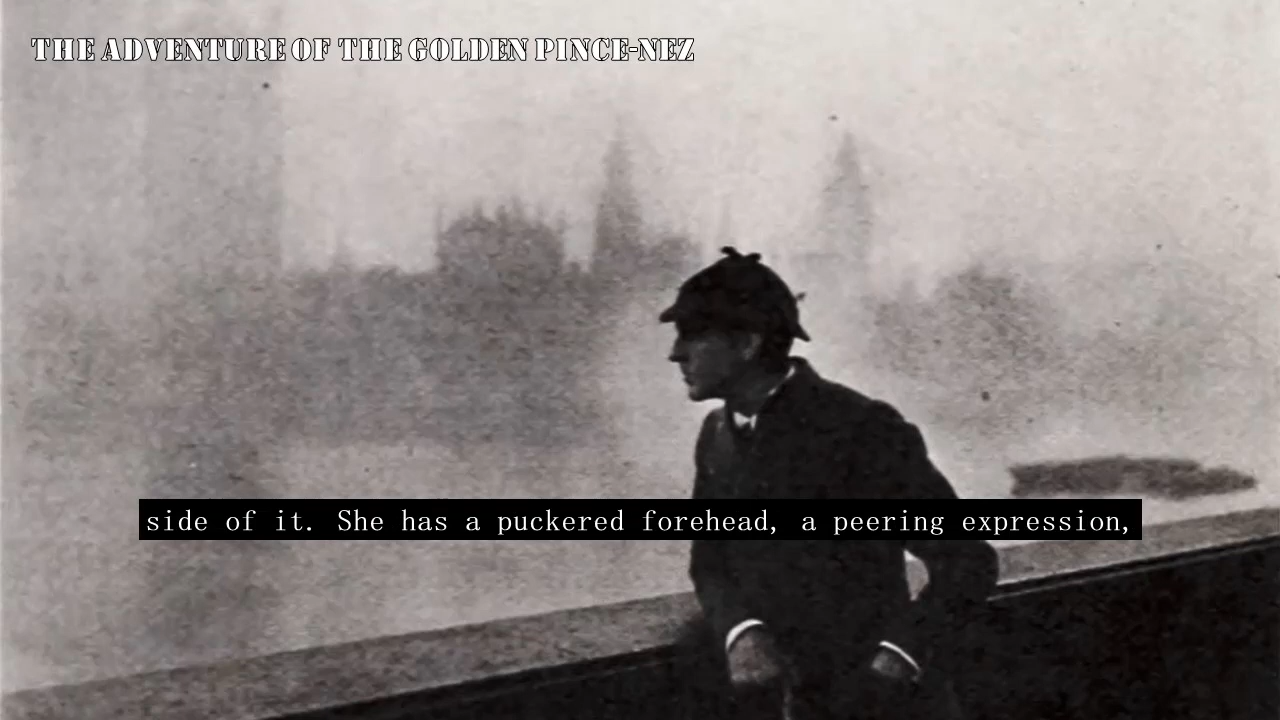 THE ADVENTURE OF THE GOLDEN PINCE-NEZ
side of it. She has a puckered forehead, a peering expression,